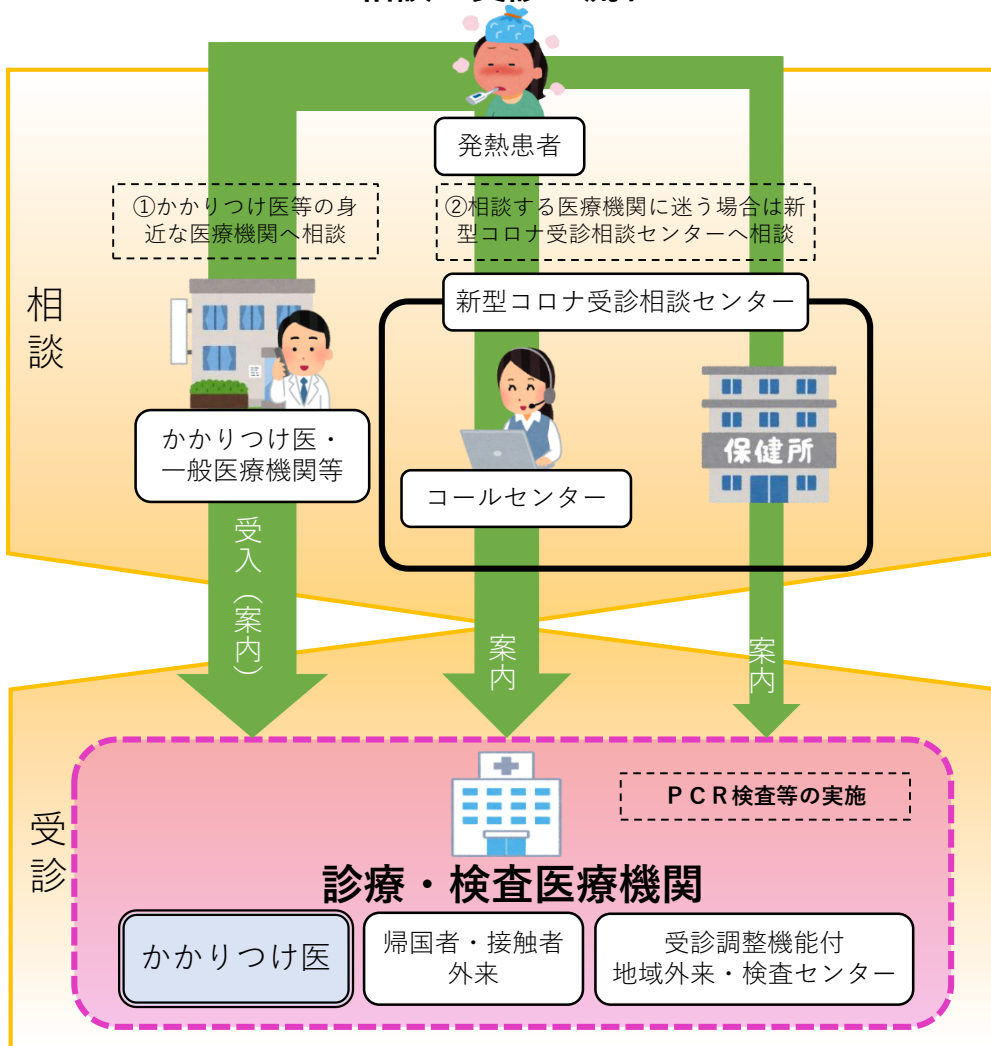 発熱患者
①かかりつけ医等の身
近な医療機関へ相談
②相談する医療機関に迷う場合は新
型コロナ受診相談センターへ相談
相談
新型コロナ受診相談センター
かかりつけ医・
一般医療機関等
コールセンター
保健所
受入（案内）
案内
案内
受診
ＰＣＲ検査等の実施
診療・検査医療機関
かかりつけ医
帰国者・接触者
外来
受診調整機能付
地域外来・検査センター